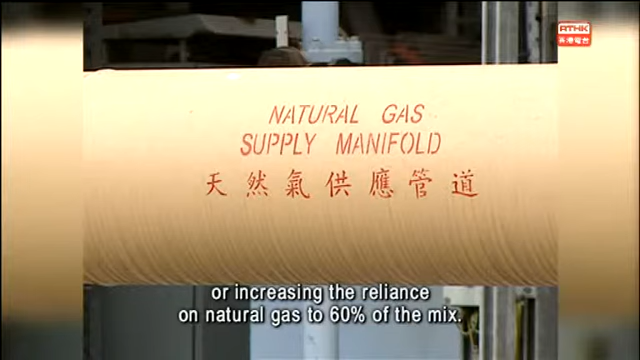 RTHK
香港電台
NATURAL GAS
SUPPLY MANIFOLD
天然氣供應管道
or increasing the reliance
on natural gas to 60% of the mix.